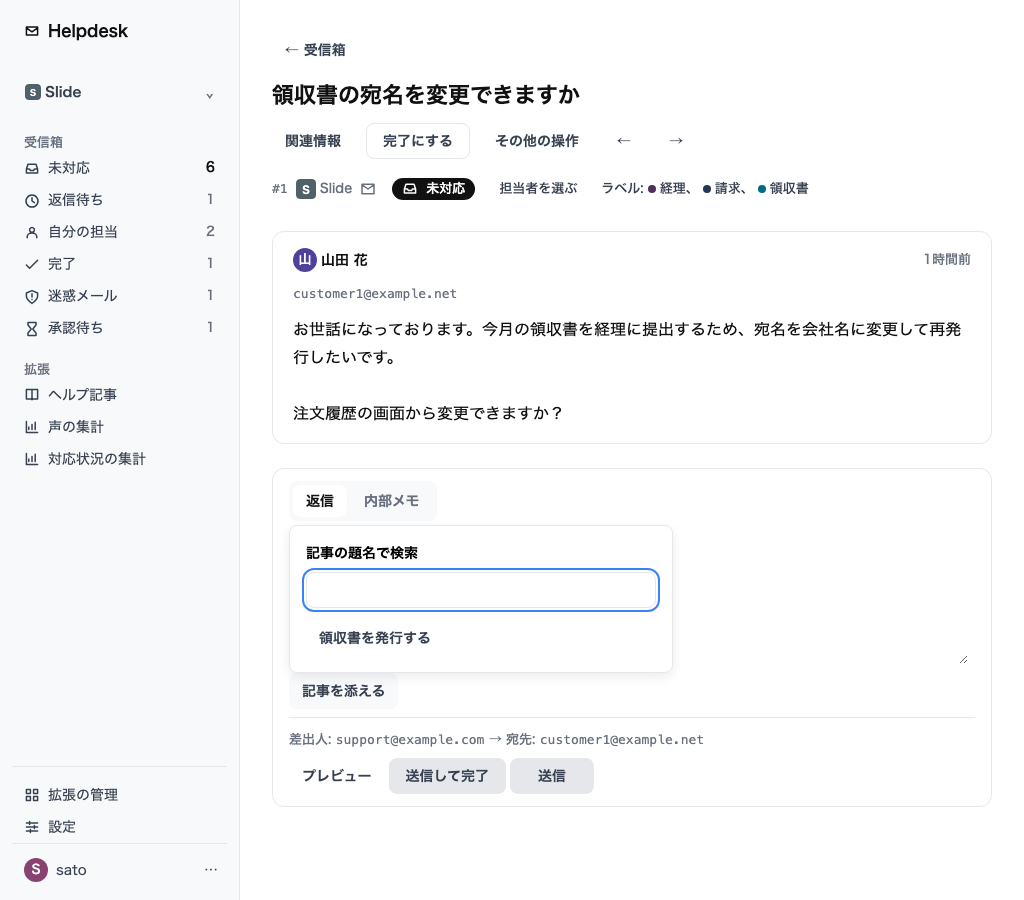 Helpdesk
S Slide
受信箱
未対応 6
返信待ち 1
自分の担当 2
完了 1
迷惑メール 1
承認待ち 1
拡張
ヘルプ記事
声の集計
対応状況の集計
拡張の管理
設定
S sato ...
← 受信箱
領収書の宛名を変更できますか
関連情報 完了にする その他の操作 ← →
#1 S Slide 未対応 担当者を選ぶ ラベル: 経理、 請求、 領収書
山 山田 花 1時間前
customer1@example.net
お世話になっております。今月の領収書を経理に提出するため、宛名を会社名に変更して再発
行したいです。
注文履歴の画面から変更できますか？
返信 内部メモ
記事の題名で検索
領収書を発行する
記事を添える
差出人: support@example.com → 宛先: customer1@example.net
プレビュー 送信して完了 送信